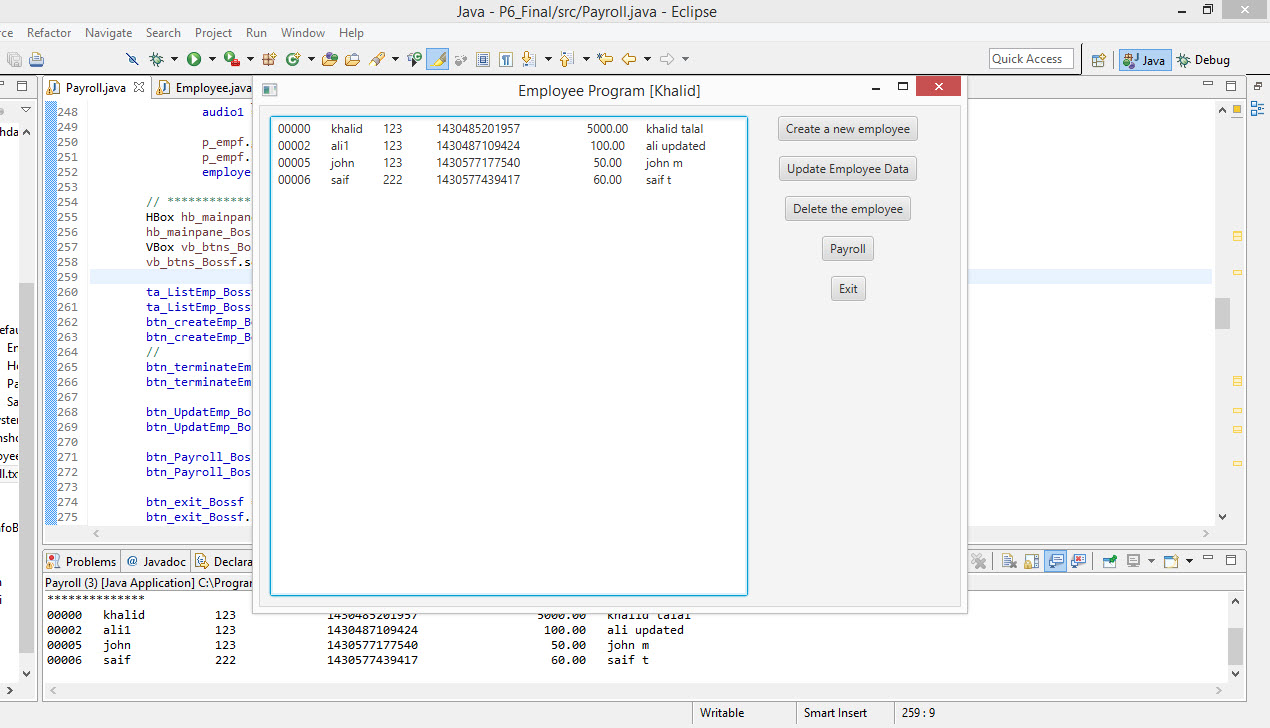 Java - P6_Final/src/Payroll.java - Eclipse
Refactor Navigate Search Project Run Window Help
Quick Access
Java
Debug
Payroll.java
Employee.java
Employee Program [Khalid]
00000 khalid 123 1430485201957 5000.00 khalid talal
00002 ali1 123 1430487109424 100.00 ali updated
00005 john 123 1430577177540 50.00 john m
00006 saif 222 1430577439417 60.00 saif t
Create a new employee
Update Employee Data
Delete the employee
Payroll
Exit
248 audio1
249
250 p_empf.
251 p_empf.
252 employe
253
254 // *************
255 HBox hb_mainpan
256 hb_mainpane_Bos
257 VBox vb_btns_Bo
258 vb_btns_Bossf.s
259
260 ta_ListEmp_Boss
261 ta_ListEmp_Boss
262 btn_createEmp_B
263 btn_createEmp_B
264 //
265 btn_terminateEm
266 btn_terminateEm
267
268 btn_UpdatEmp_Bo
269 btn_UpdatEmp_Bo
270
271 btn_Payroll_Bos
272 btn_Payroll_Bos
273
274 btn_exit_Bossf
275 btn_exit_Bossf.
Problems @ Javadoc Declara
Payroll (3) [Java Application] C:\Progra
**************
00000 khalid 123 1430485201957 5000.00 khalid talal
00002 ali1 123 1430487109424 100.00 ali updated
00005 john 123 1430577177540 50.00 john m
00006 saif 222 1430577439417 60.00 saif t
Writable Smart Insert 259 : 9